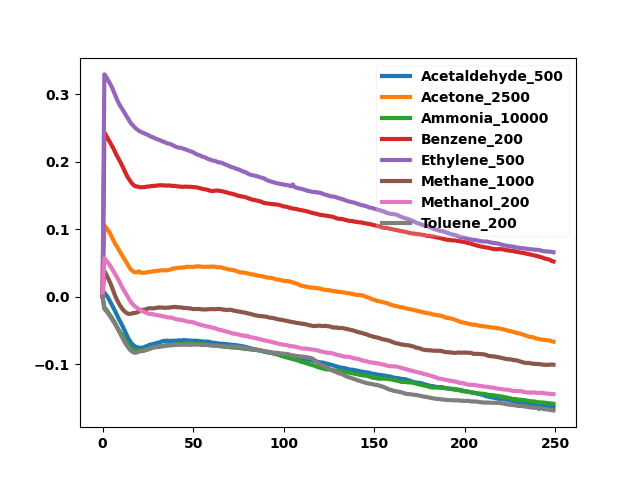 Acetaldehyde_500
Acetone_2500
Ammonia_10000
Benzene_200
Ethylene_500
Methane_1000
Methanol_200
Toluene_200
0.3
0.2
0.1
0.0
−0.1
0 50 100 150 200 250